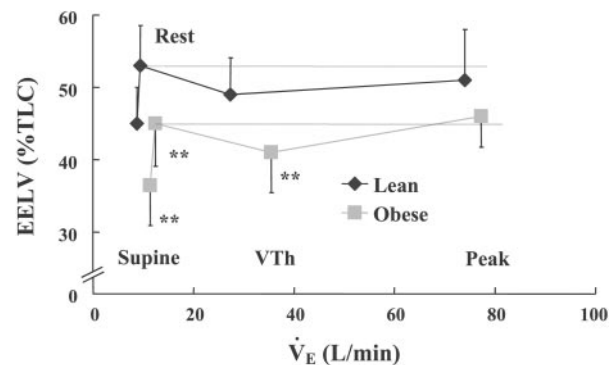 60
Rest
50
EELV (%TLC)
40
**
**
**
Lean
Obese
30
Supine
VTh
Peak
0
0
20
40
60
80
100
V̇E (L/min)